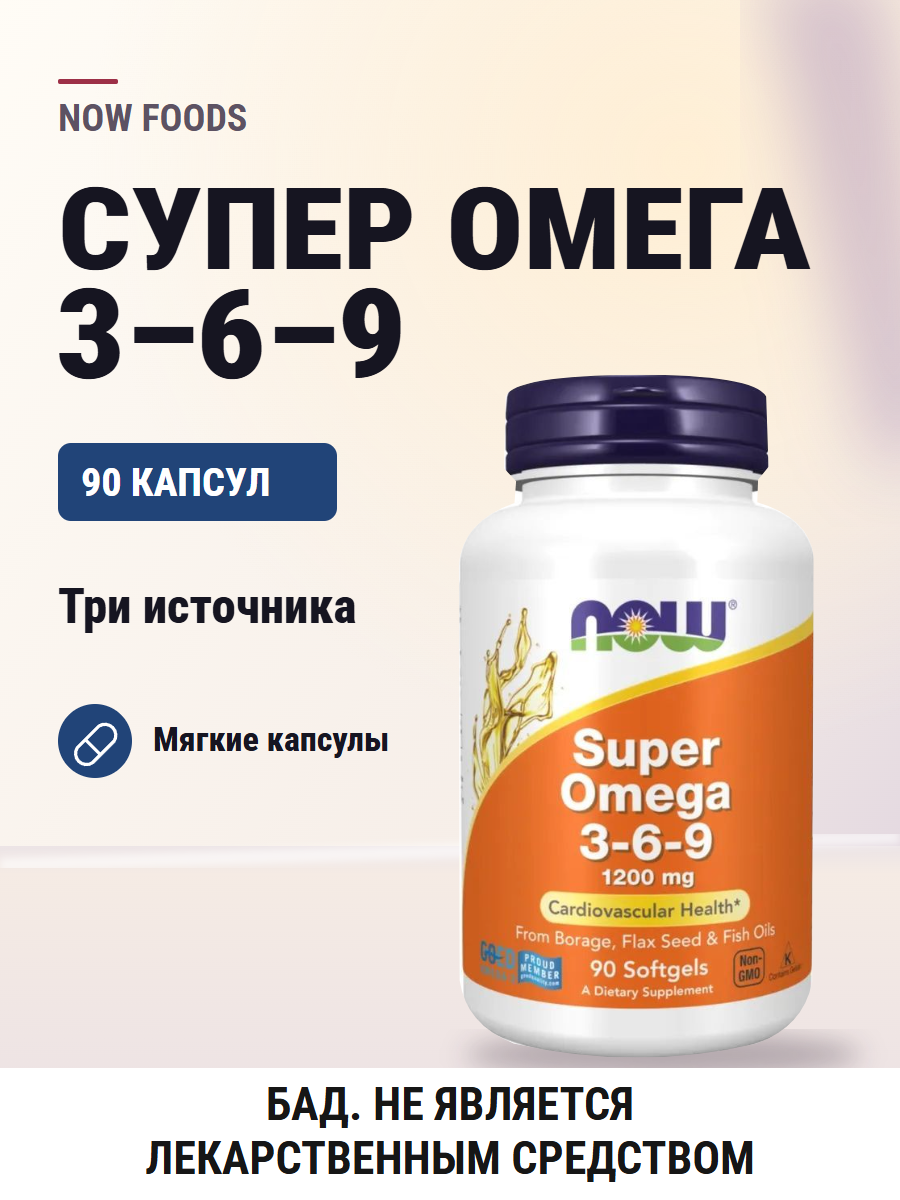 NOW FOODS
СУПЕР ОМЕГА
3–6–9
90 КАПСУЛ
Три источника
Мягкие капсулы
NOW®
Super
Omega
3-6-9
1200 mg
Cardiovascular Health*
From Borage, Flax Seed & Fish Oils
PROUD
MEMBER
90 Softgels
A Dietary Supplement
Non-
GMO
K
БАД. НЕ ЯВЛЯЕТСЯ
ЛЕКАРСТВЕННЫМ СРЕДСТВОМ